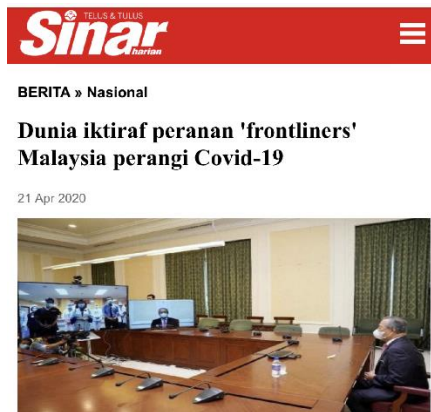 TELUS & TULUS
Sinar
harian
BERITA » Nasional
Dunia iktiraf peranan 'frontliners'
Malaysia perangi Covid-19
21 Apr 2020